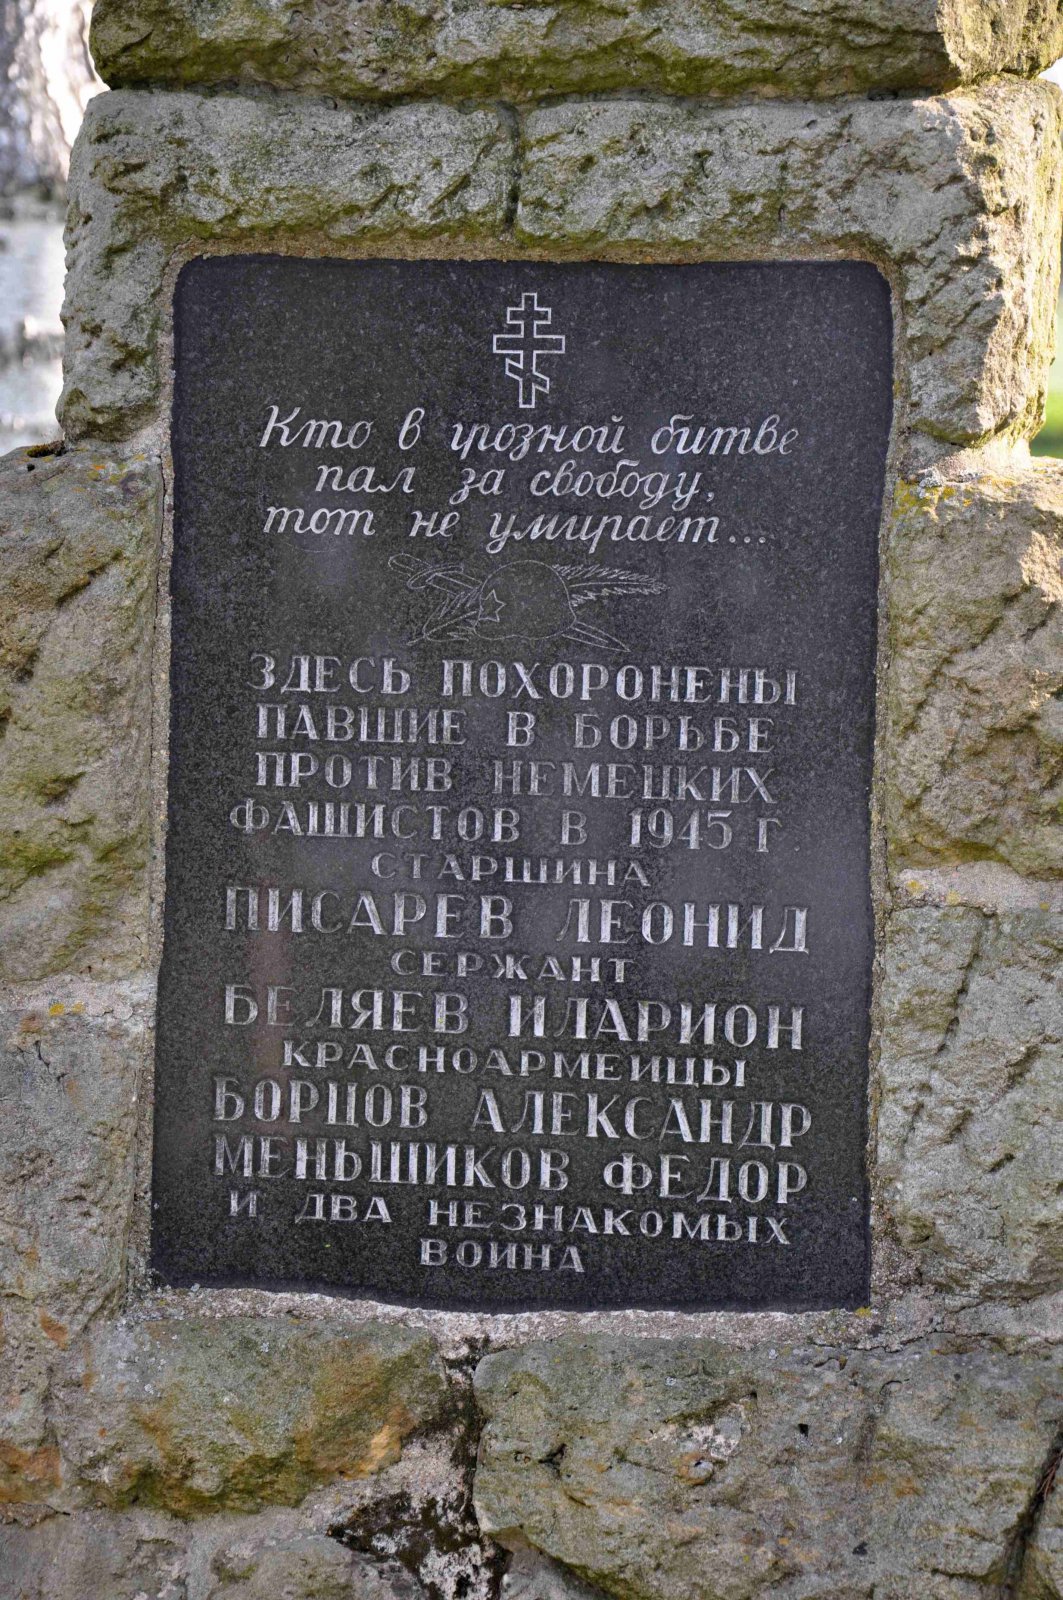 Кто в грозной битве
пал за свободу,
тот не умирает...
ЗДЕСЬ ПОХОРОНЕНЫ
ПАВШИЕ В БОРЬБЕ
ПРОТИВ НЕМЕЦКИХ
ФАШИСТОВ В 1945 Г.
СТАРШИНА
ПИСАРЕВ ЛЕОНИД
СЕРЖАНТ
БЕЛЯЕВ ИЛАРИОН
КРАСНОАРМЕИЦЫ
БОРЦОВ АЛЕКСАНДР
МЕНЬШИКОВ ФЕДОР
И ДВА НЕЗНАКОМЫХ
ВОИНА